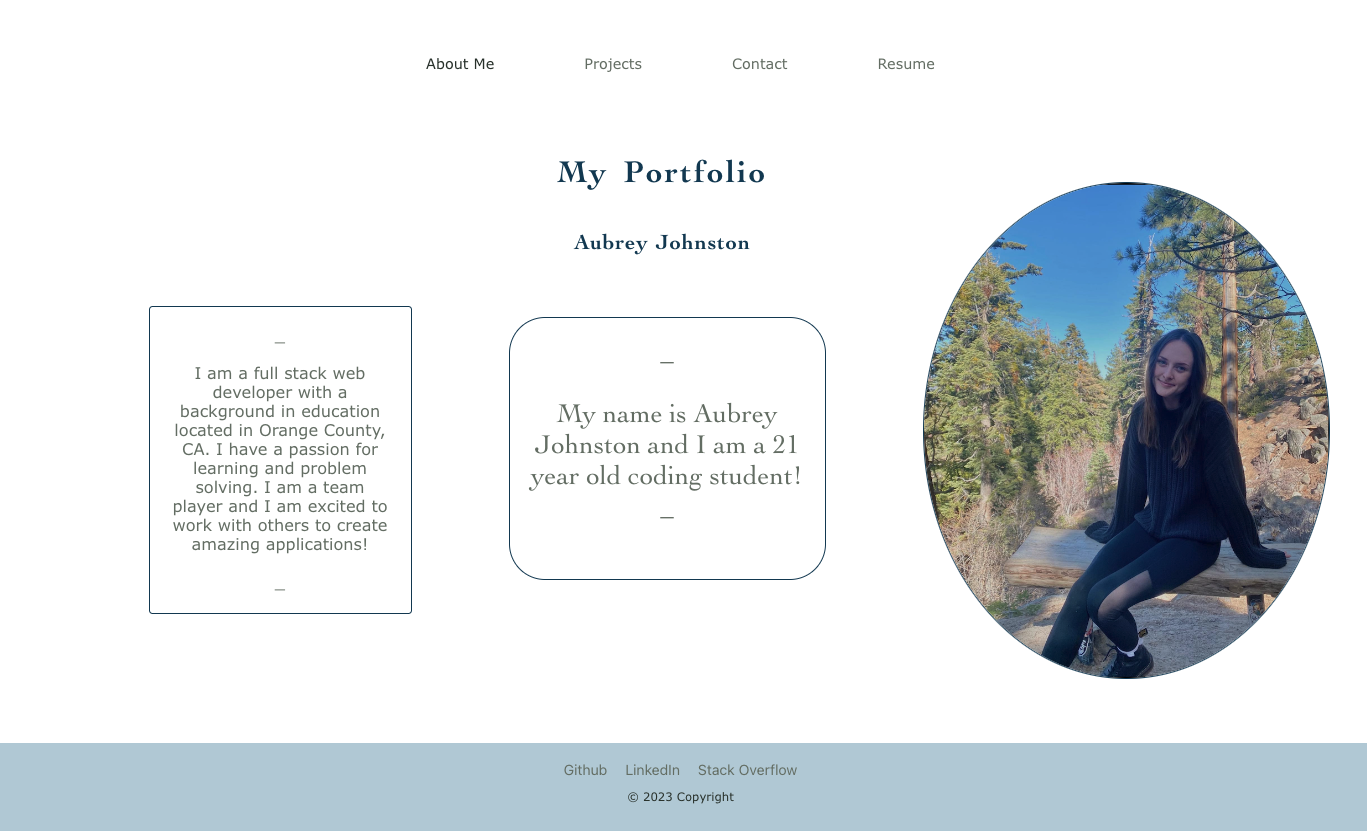 About Me Projects Contact Resume
My Portfolio
Aubrey Johnston
—
I am a full stack web
developer with a
background in education
located in Orange County,
CA. I have a passion for
learning and problem
solving. I am a team
player and I am excited to
work with others to create
amazing applications!
—
—
My name is Aubrey
Johnston and I am a 21
year old coding student!
—
Github LinkedIn Stack Overflow
© 2023 Copyright